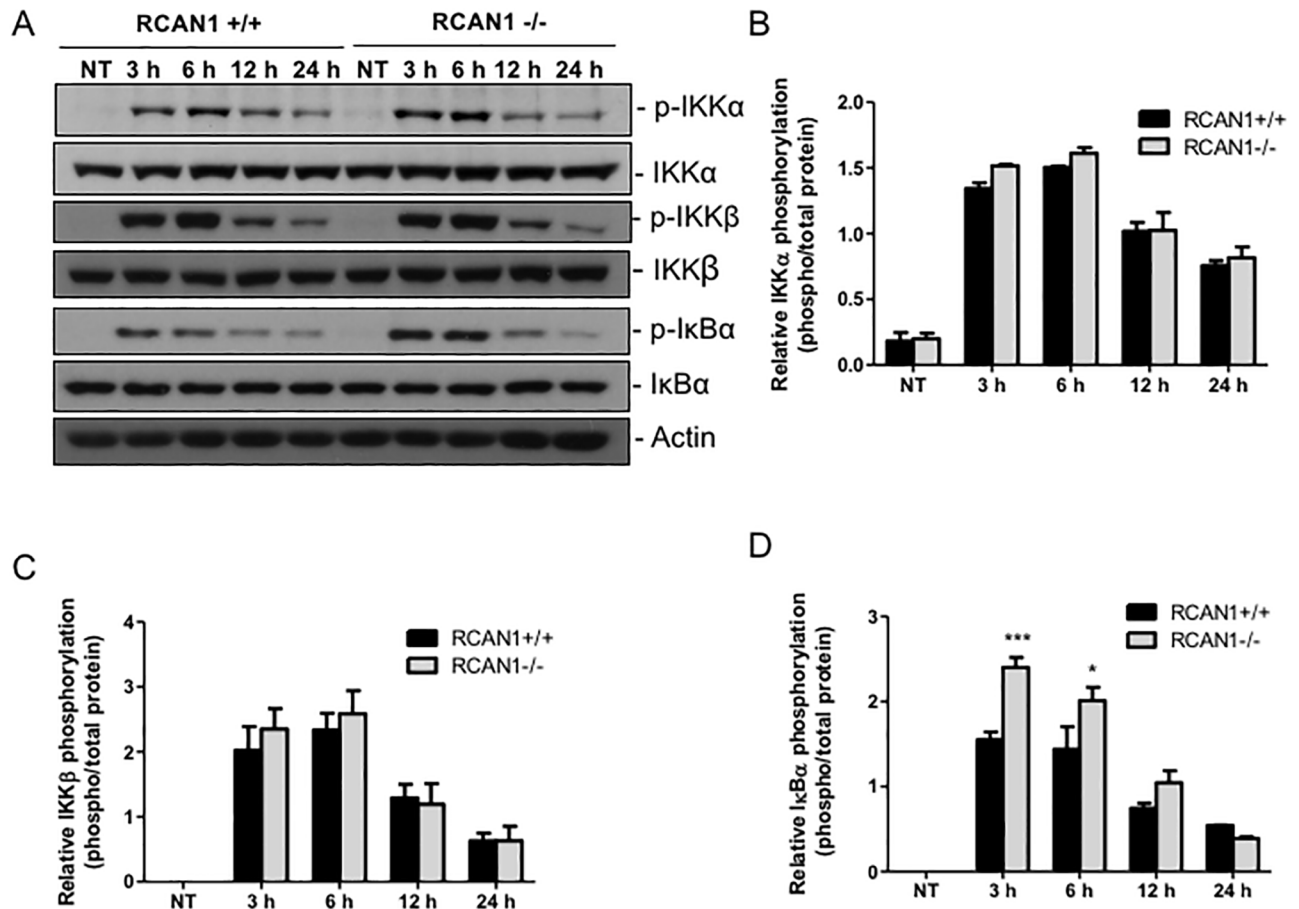 A
RCAN1 +/+ RCAN1 -/-
NT 3 h 6 h 12 h 24 h NT 3 h 6 h 12 h 24 h
- p-IKKα
- IKKα
- p-IKKβ
- IKKβ
- p-IκBα
- IκBα
- Actin
B
Relative IKKα phosphorylation
(phospho/total protein)
2.0
1.5
1.0
0.5
0.0
RCAN1+/+
RCAN1-/-
NT 3 h 6 h 12 h 24 h
C
Relative IKKβ phosphorylation
(phospho/total protein)
4
3
2
1
0
RCAN1+/+
RCAN1-/-
NT 3 h 6 h 12 h 24 h
D
Relative IκBα phosphorylation
(phospho/total protein)
3
2
1
0
***
*
RCAN1+/+
RCAN1-/-
NT 3 h 6 h 12 h 24 h